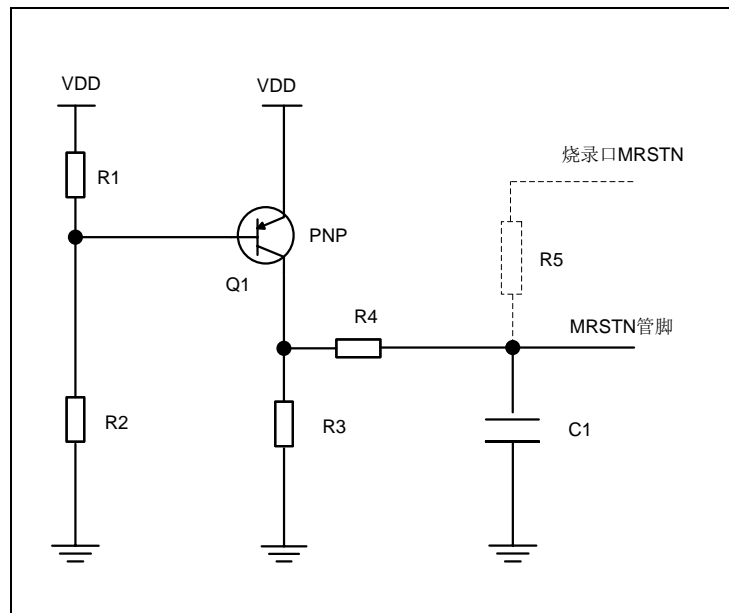 VDD
VDD
烧录口MRSTN
R1
PNP
R5
Q1
R4
MRSTN管脚
R2
R3
C1